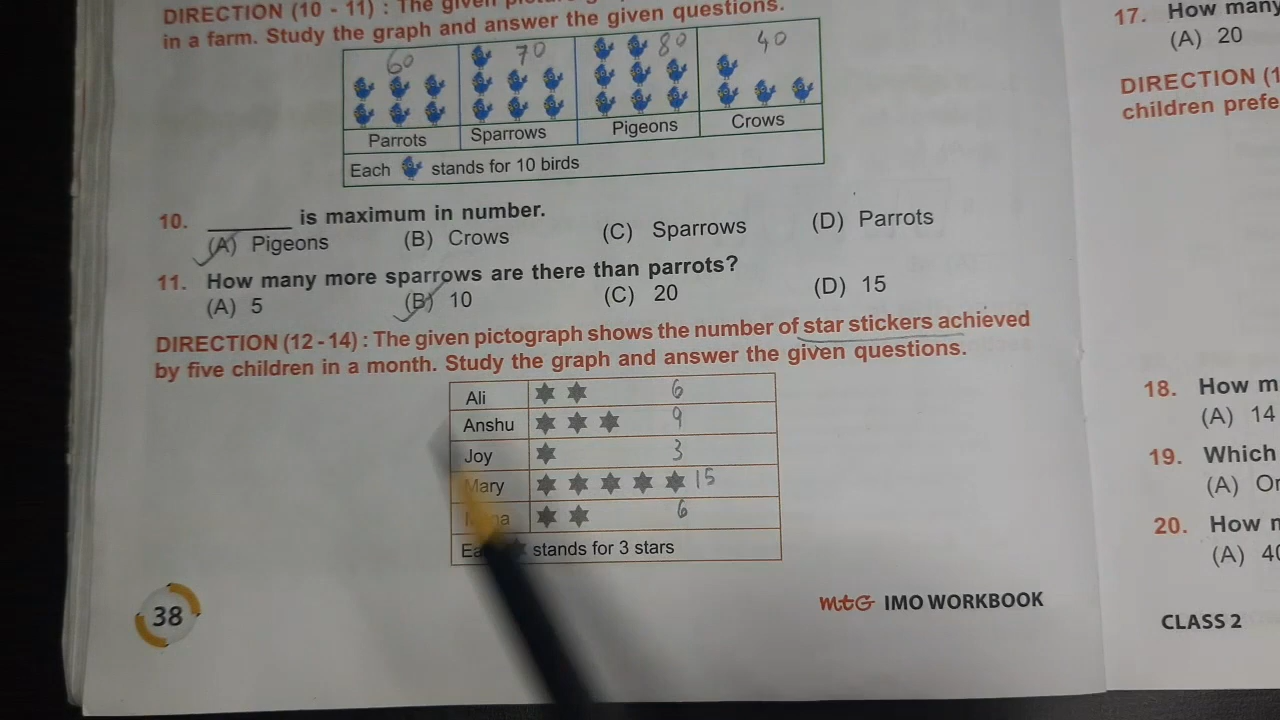 DIRECTION (10 - 11) : The given
in a farm. Study the graph and answer the given questions.
60 70 80 40
Parrots Sparrows Pigeons Crows
Each stands for 10 birds
10. ______ is maximum in number.
(A) Pigeons (B) Crows (C) Sparrows (D) Parrots
11. How many more sparrows are there than parrots?
(A) 5 (B) 10 (C) 20 (D) 15
DIRECTION (12 - 14) : The given pictograph shows the number of star stickers achieved
by five children in a month. Study the graph and answer the given questions.
Ali 6
Anshu 9
Joy 3
Mary 15
6
stands for 3 stars
38
mtG IMO WORKBOOK
17. How many
(A) 20
DIRECTION (1
children prefe
18. How m
(A) 14
19. Which
(A) Or
20. How
(A) 40
CLASS 2